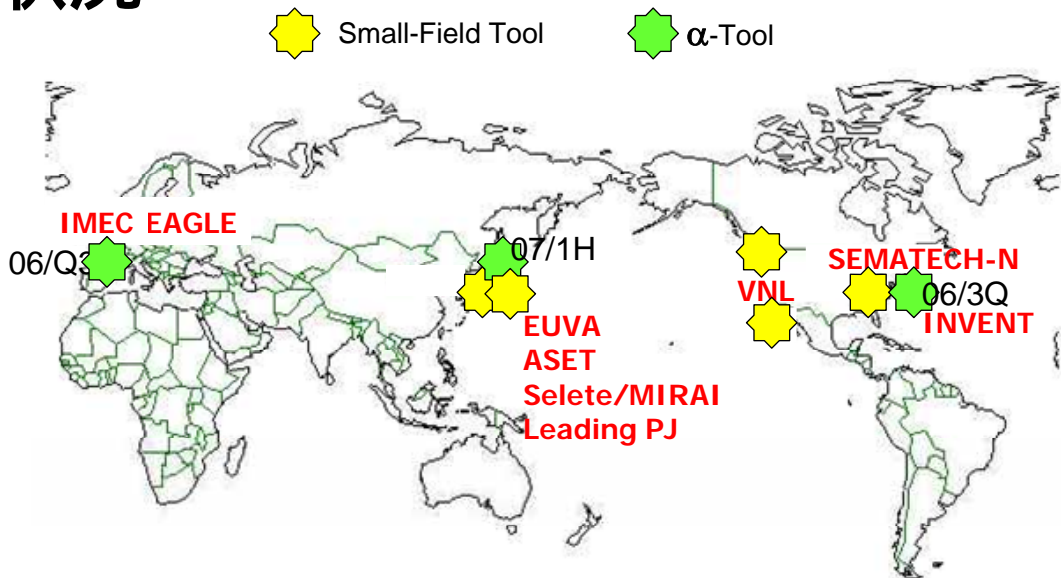 Small-Field Tool
α-Tool
IMEC EAGLE
06/Q3
07/1H
EUVA
ASET
Selete/MIRAI
Leading PJ
VNL
SEMATECH-N
06/3Q
INVENT